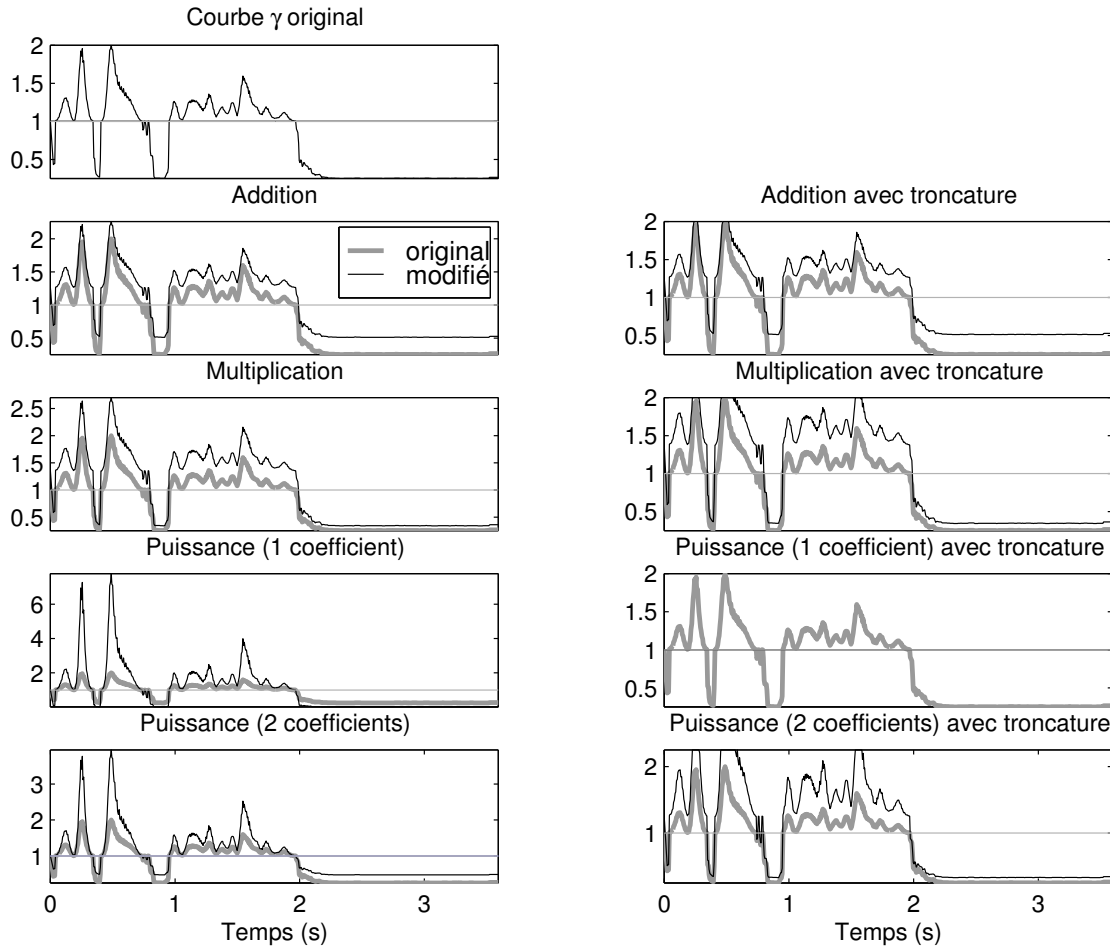 Courbe γ original
2
1.5
1
0.5
Addition
2
1.5
1
0.5
original
modifié
Addition avec troncature
2
1.5
1
0.5
Multiplication
2.5
2
1.5
1
0.5
Multiplication avec troncature
2
1.5
1
0.5
Puissance (1 coefficient)
6
4
2
Puissance (1 coefficient) avec troncature
2
1.5
1
0.5
Puissance (2 coefficients)
3
2
1
0 1 2 3
Temps (s)
Puissance (2 coefficients) avec troncature
2
1
0 1 2 3
Temps (s)